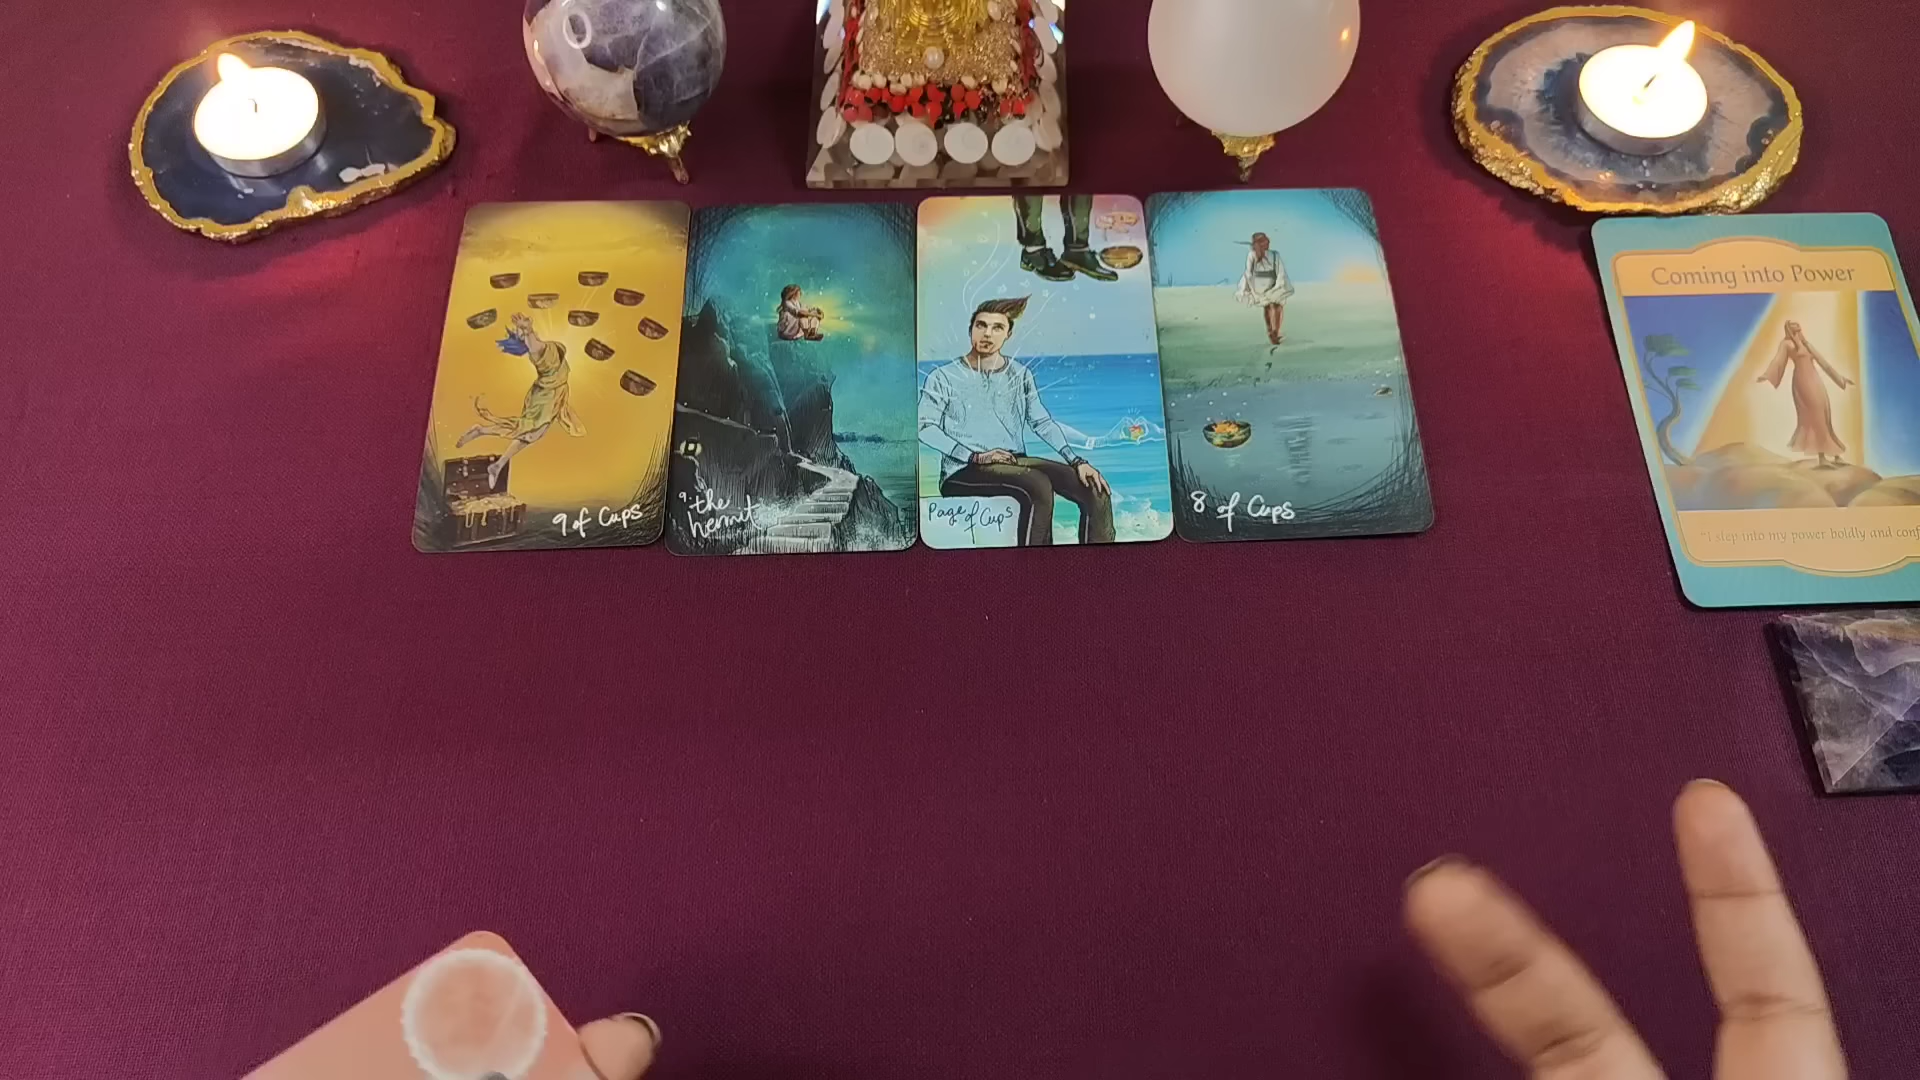 9 of Cups
9. the
hermit
Page of Cups
8 of Cups
Coming into Power
"I step into my power boldly and